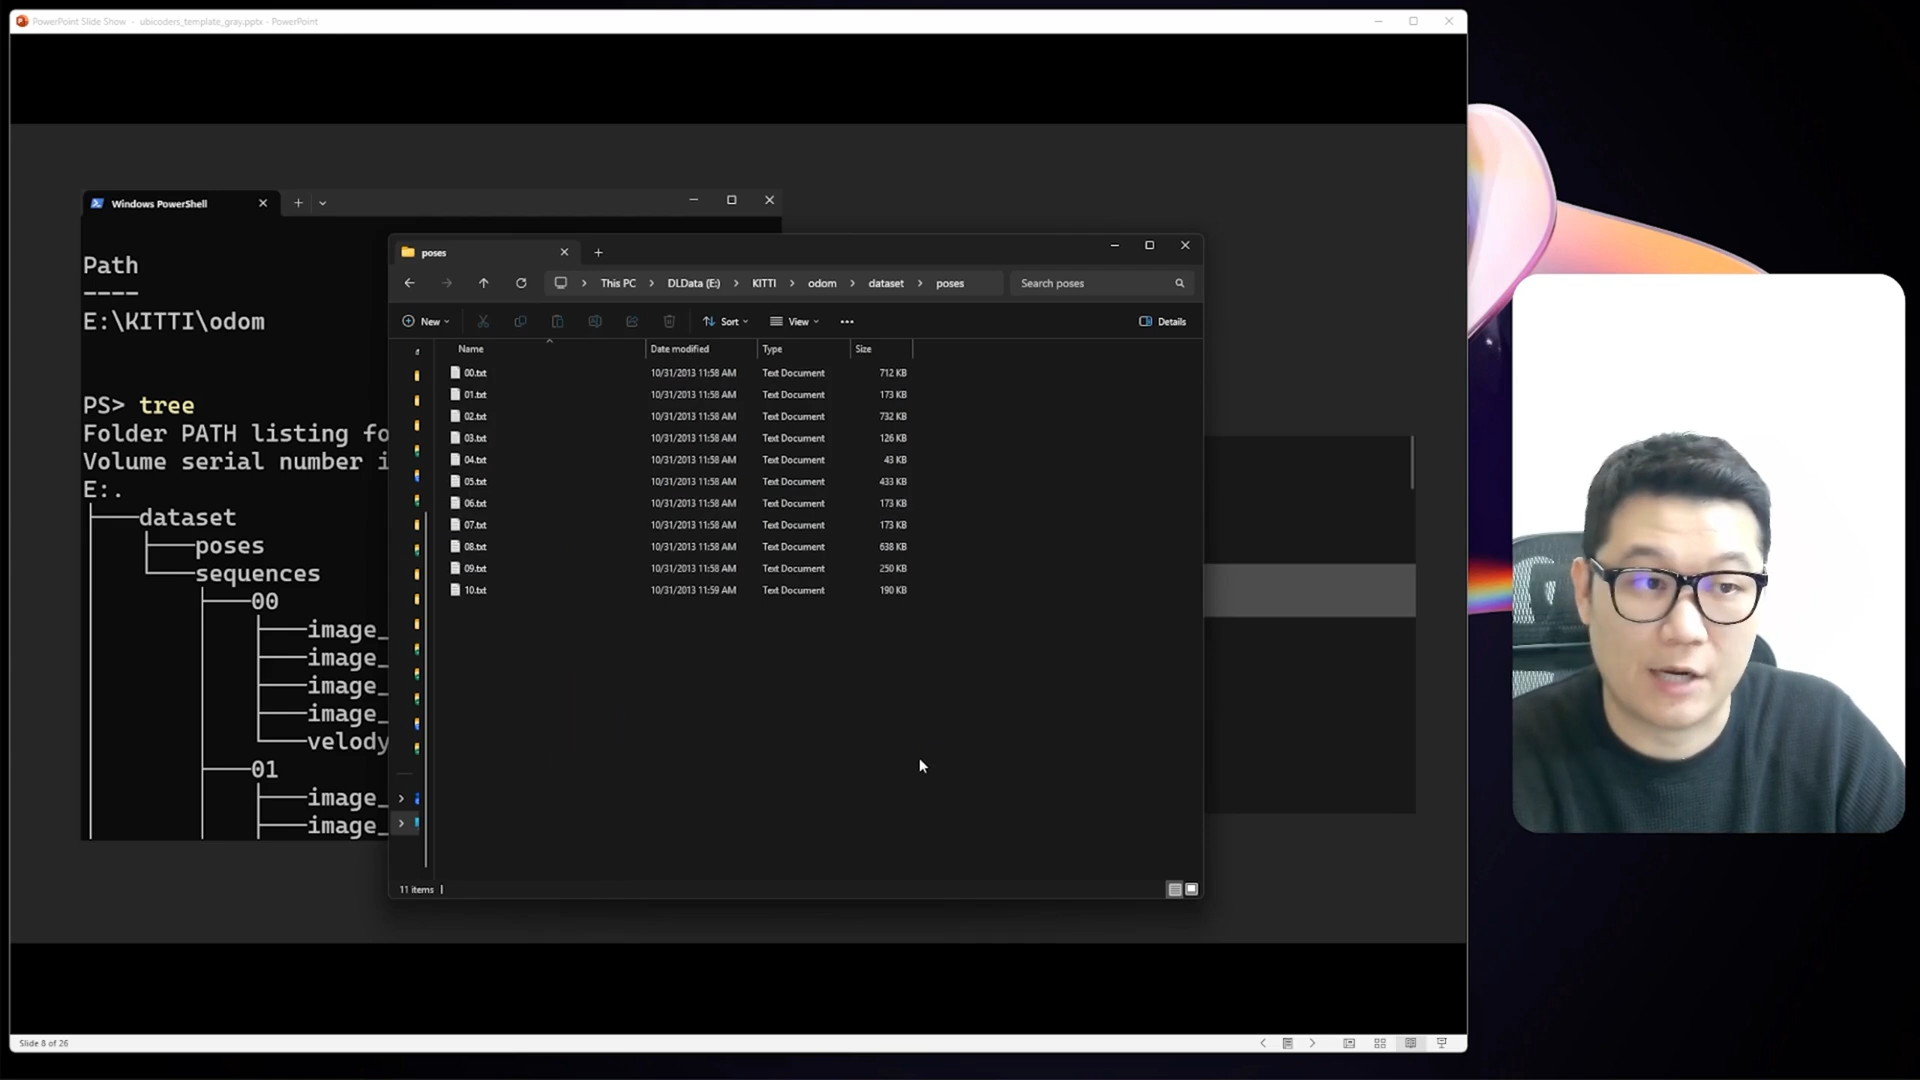 PowerPoint Slide Show - ubicoders_template_gray.pptx - PowerPoint
Windows PowerShell
Path
----
E:\KITTI\odom
PS> tree
Folder PATH listing fo
Volume serial number i
E:.
dataset
poses
sequences
00
image_
image_
image_
image_
velody
01
image_
image_
poses
This PC > DLData (E:) > KITTI > odom > dataset > poses
Search poses
New
Sort
View
Details
Name Date modified Type Size
00.txt 10/31/2013 11:58 AM Text Document 712 KB
01.txt 10/31/2013 11:58 AM Text Document 173 KB
02.txt 10/31/2013 11:58 AM Text Document 732 KB
03.txt 10/31/2013 11:58 AM Text Document 126 KB
04.txt 10/31/2013 11:58 AM Text Document 43 KB
05.txt 10/31/2013 11:58 AM Text Document 433 KB
06.txt 10/31/2013 11:58 AM Text Document 173 KB
07.txt 10/31/2013 11:58 AM Text Document 173 KB
08.txt 10/31/2013 11:58 AM Text Document 638 KB
09.txt 10/31/2013 11:58 AM Text Document 250 KB
10.txt 10/31/2013 11:59 AM Text Document 190 KB
11 items
Slide 8 of 26